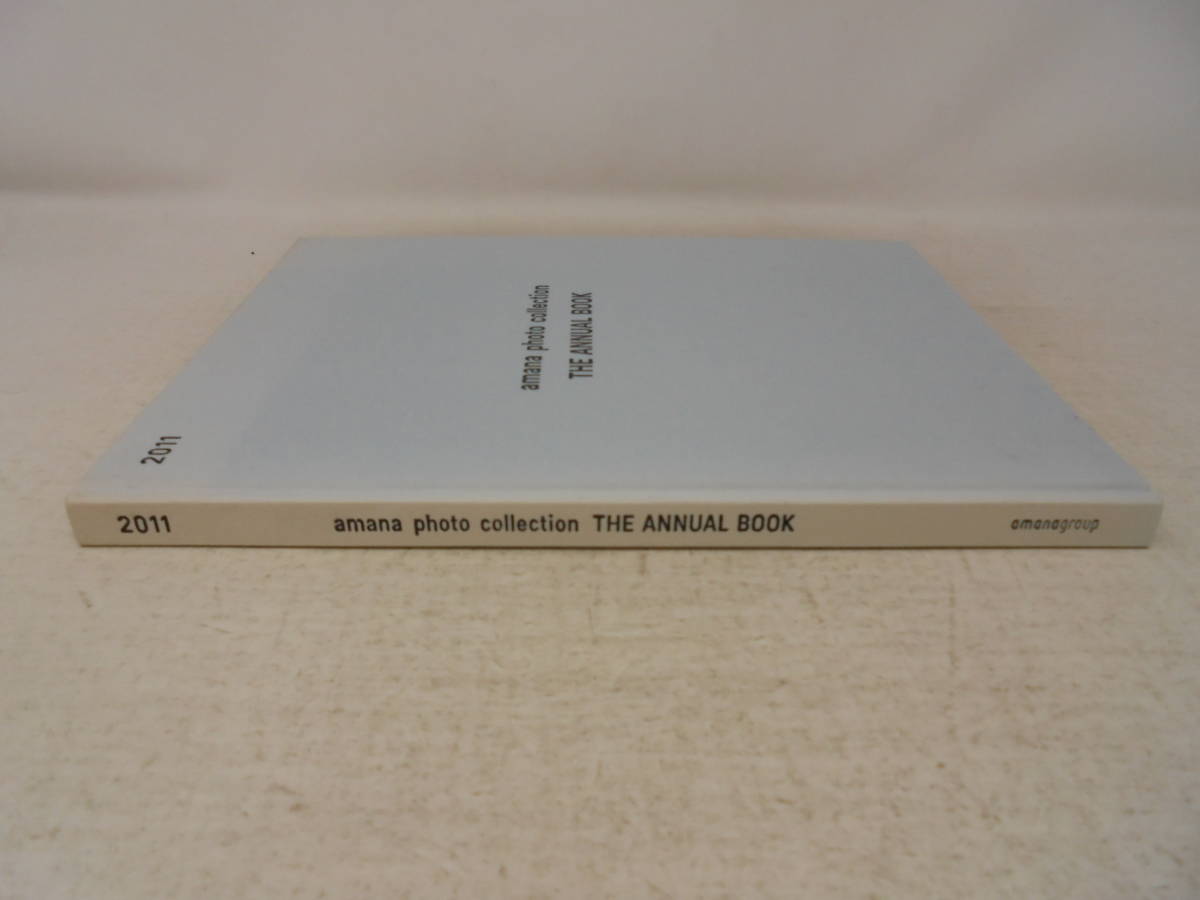 amana photo collection
THE ANNUAL BOOK
2011
2011 amana photo collection THE ANNUAL BOOK amanagroup